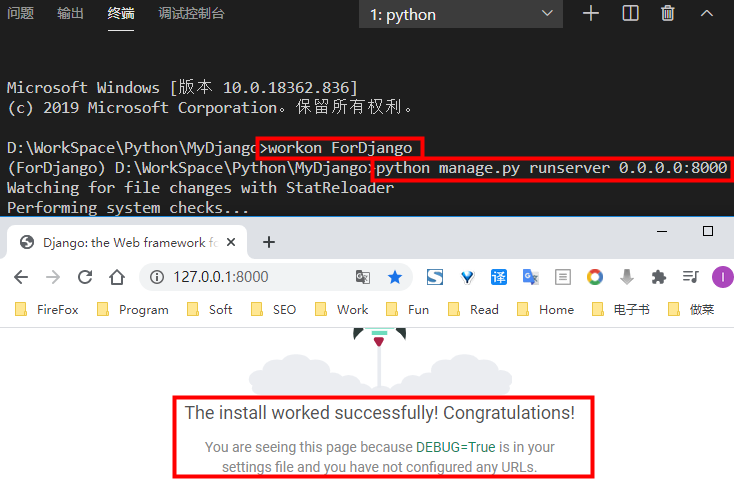 问题 输出 终端 调试控制台 1: python
Microsoft Windows [版本 10.0.18362.836]
(c) 2019 Microsoft Corporation。保留所有权利。
D:\WorkSpace\Python\MyDjango>workon ForDjango
(ForDjango) D:\WorkSpace\Python\MyDjango>python manage.py runserver 0.0.0.0:8000
Watching for file changes with StatReloader
Performing system checks...
Django: the Web framework fo
127.0.0.1:8000 译 I
FireFox Program Soft SEO Work Fun Read Home 电子书 做菜
The install worked successfully! Congratulations!
You are seeing this page because DEBUG=True is in your
settings file and you have not configured any URLs.